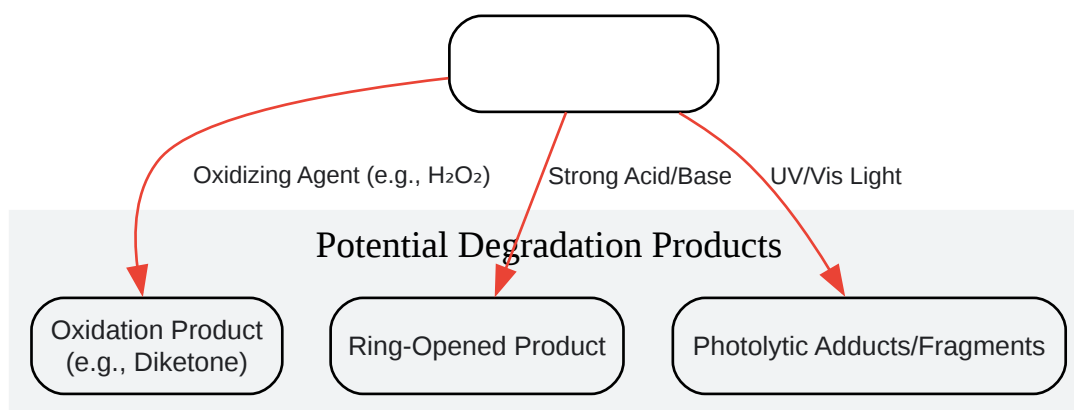 Oxidizing Agent (e.g., H₂O₂)
Strong Acid/Base
UV/Vis Light
Potential Degradation Products
Oxidation Product
(e.g., Diketone)
Ring-Opened Product
Photolytic Adducts/Fragments